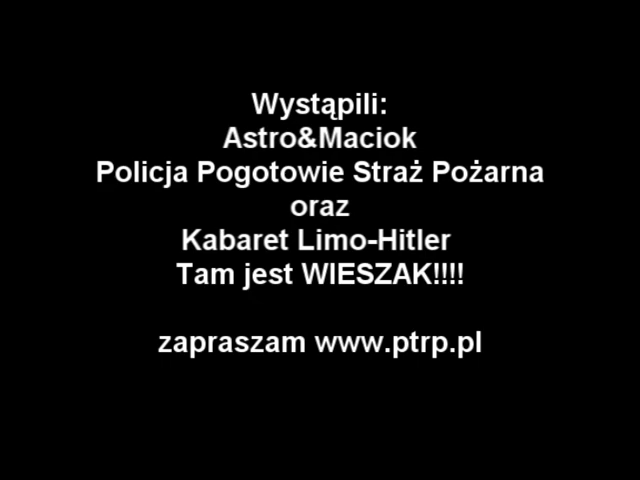 Wystąpili:
Astro&Maciok
Policja Pogotowie Straż Pożarna
oraz
Kabaret Limo-Hitler
Tam jest WIESZAK!!!!
zapraszam www.ptrp.pl